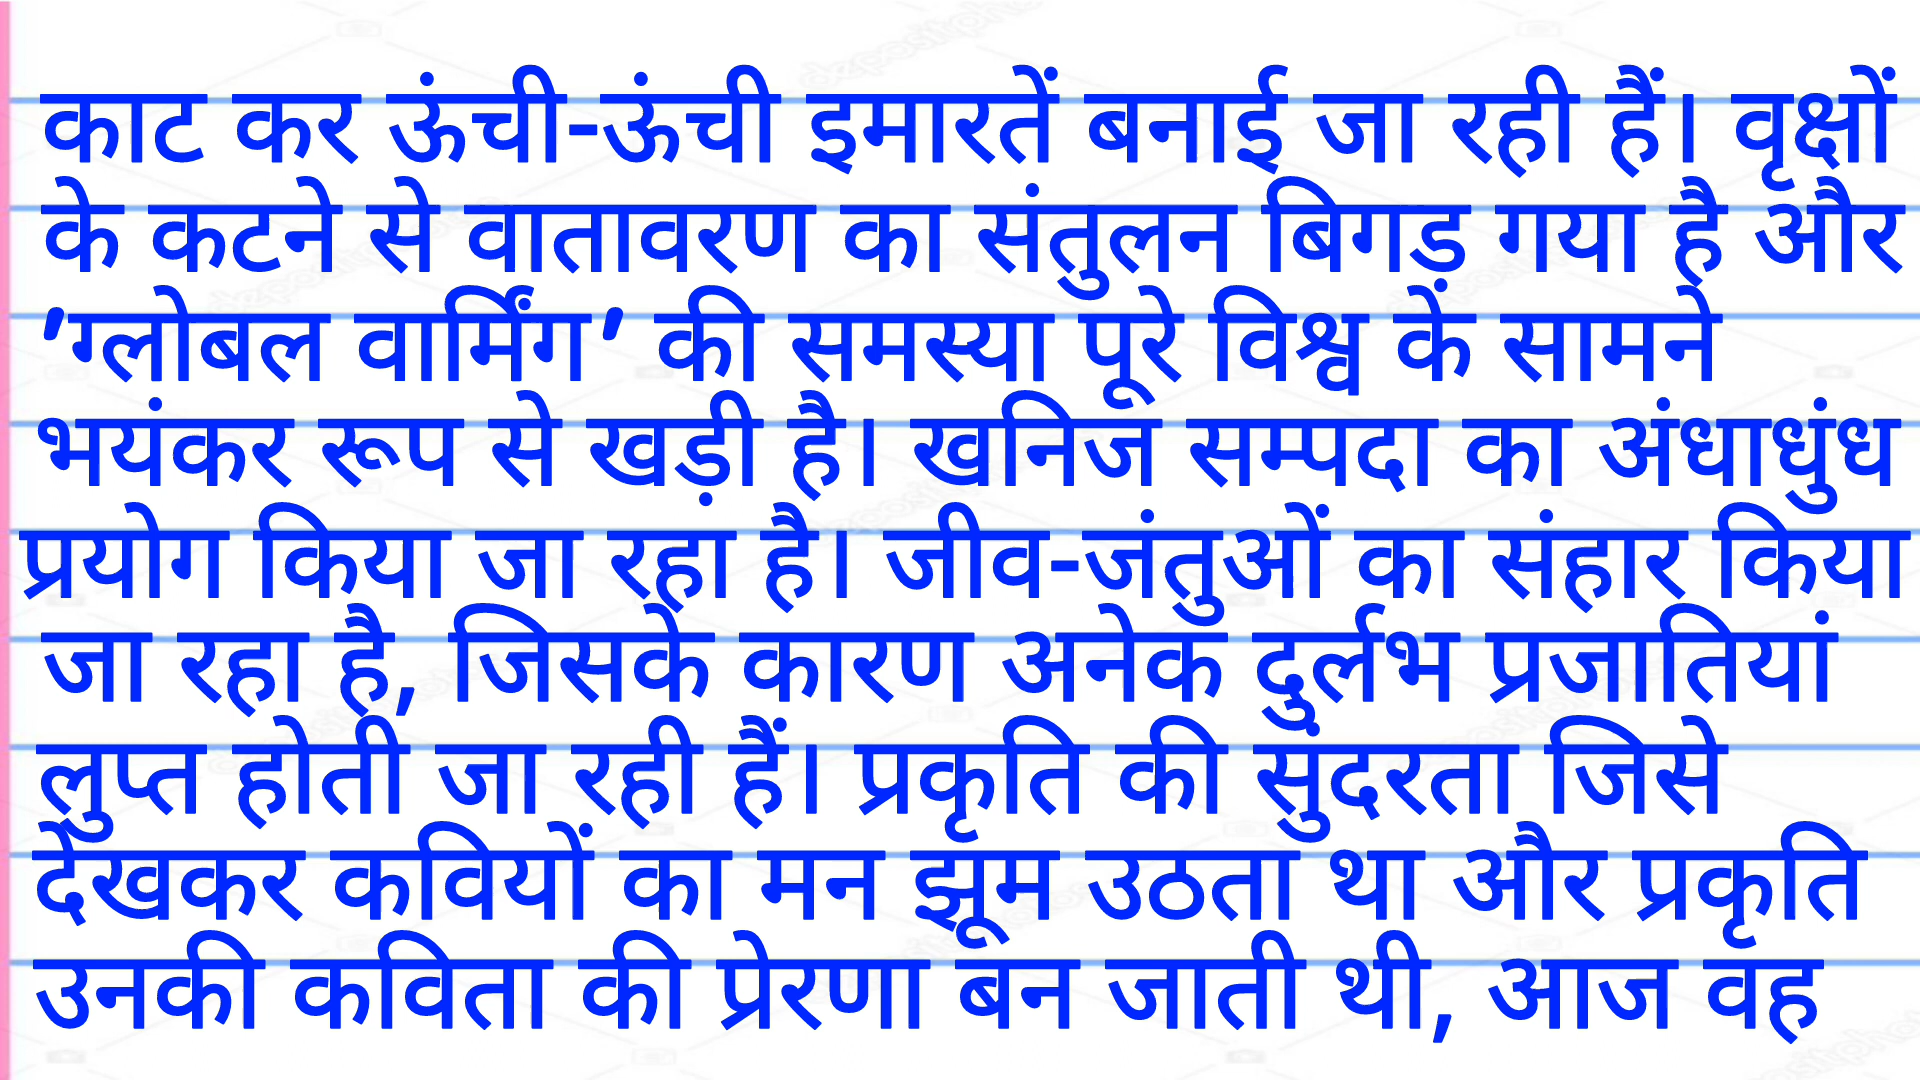 काट कर ऊंची-ऊंची इमारतें बनाई जा रही हैं। वृक्षों
के कटने से वातावरण का संतुलन बिगड गया है और
'ग्लोबल वार्मिंग' की समस्या पूरे विश्व के सामने
भयंकर रूप से खड़ी है। खनिज सम्पदा का अंधाधुंध
प्रयोग किया जा रहा है। जीव-जंतुओं का संहार किया
जा रहा है, जिसके कारण अनेक दुर्लभ प्रजातियां
लुप्त होती जा रही हैं। प्रकृति की सुंदरता जिसे
देखकर कवियों का मन झूम उठता था और प्रकृति
उनकी कविता की प्रेरणा बन जाती थी, आज वह